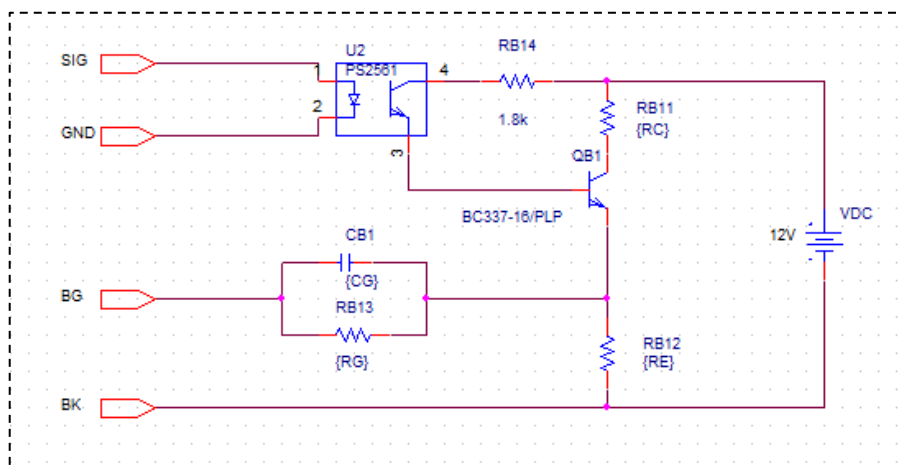 U2
RB14
SIG
1
PS2561
4
RB11
{RC}
1.8k
GND
2
3
QB1
BC337-16/PLP
VDC
12V
CB1
{CG}
BG
RB13
{RG}
RB12
{RE}
BK